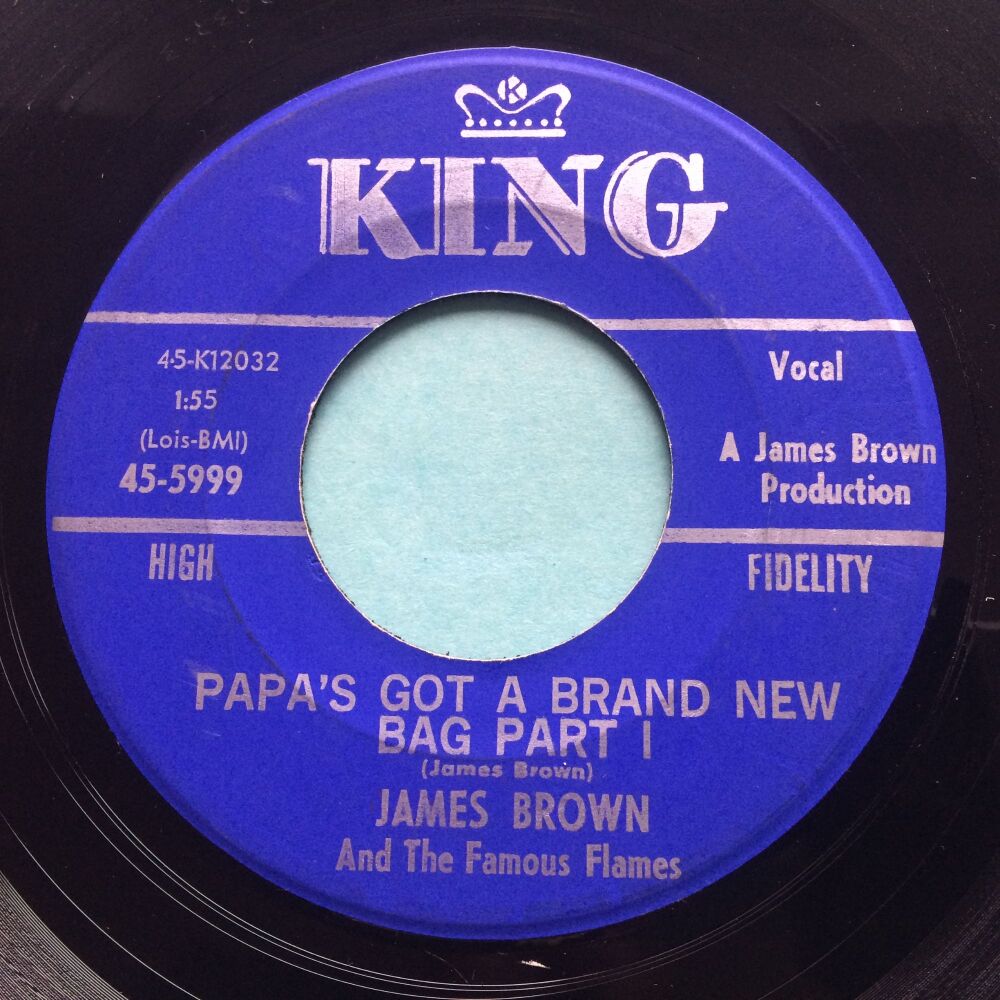 K
KING
45-K12032
1:55
(Lois-BMI)
45-5999
Vocal
A James Brown
Production
HIGH
FIDELITY
PAPA'S GOT A BRAND NEW
BAG PART I
(James Brown)
JAMES BROWN
And The Famous Flames